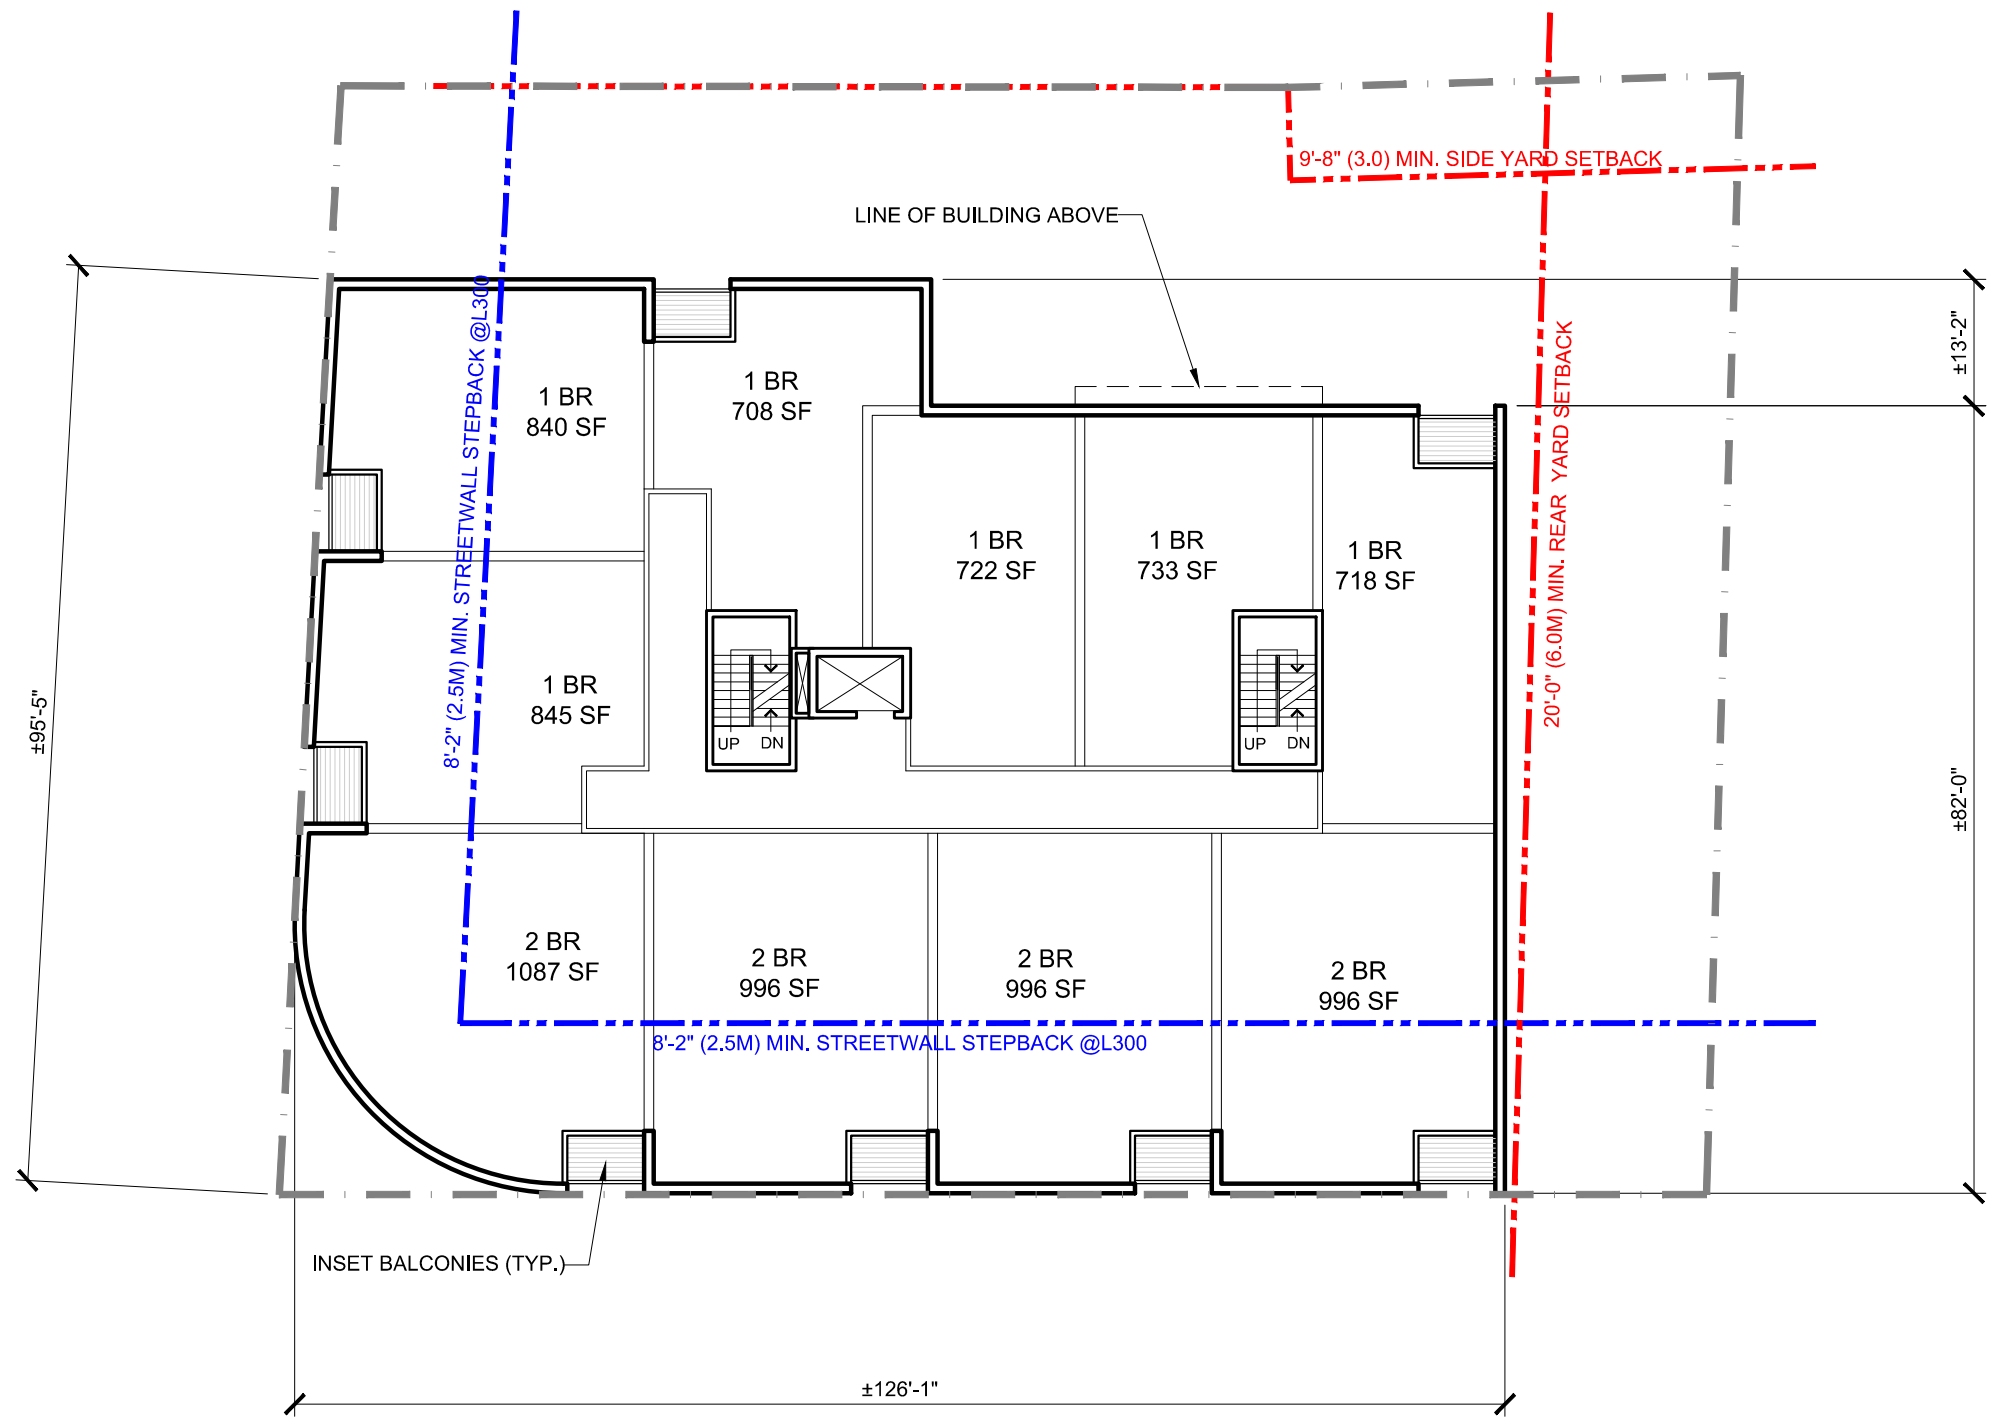 9'-8" (3.0) MIN. SIDE YARD SETBACK
LINE OF BUILDING ABOVE
8'-2" (2.5M) MIN. STREETWALL STEPBACK @L300
±13'-2"
20'-0" (6.0M) MIN. REAR YARD SETBACK
1 BR
840 SF
1 BR
708 SF
1 BR
722 SF
1 BR
733 SF
1 BR
718 SF
1 BR
845 SF
±95'-5"
UP
DN
UP
DN
±82'-0"
2 BR
1087 SF
2 BR
996 SF
2 BR
996 SF
2 BR
996 SF
8'-2" (2.5M) MIN. STREETWALL STEPBACK @L300
INSET BALCONIES (TYP.)
±126'-1"